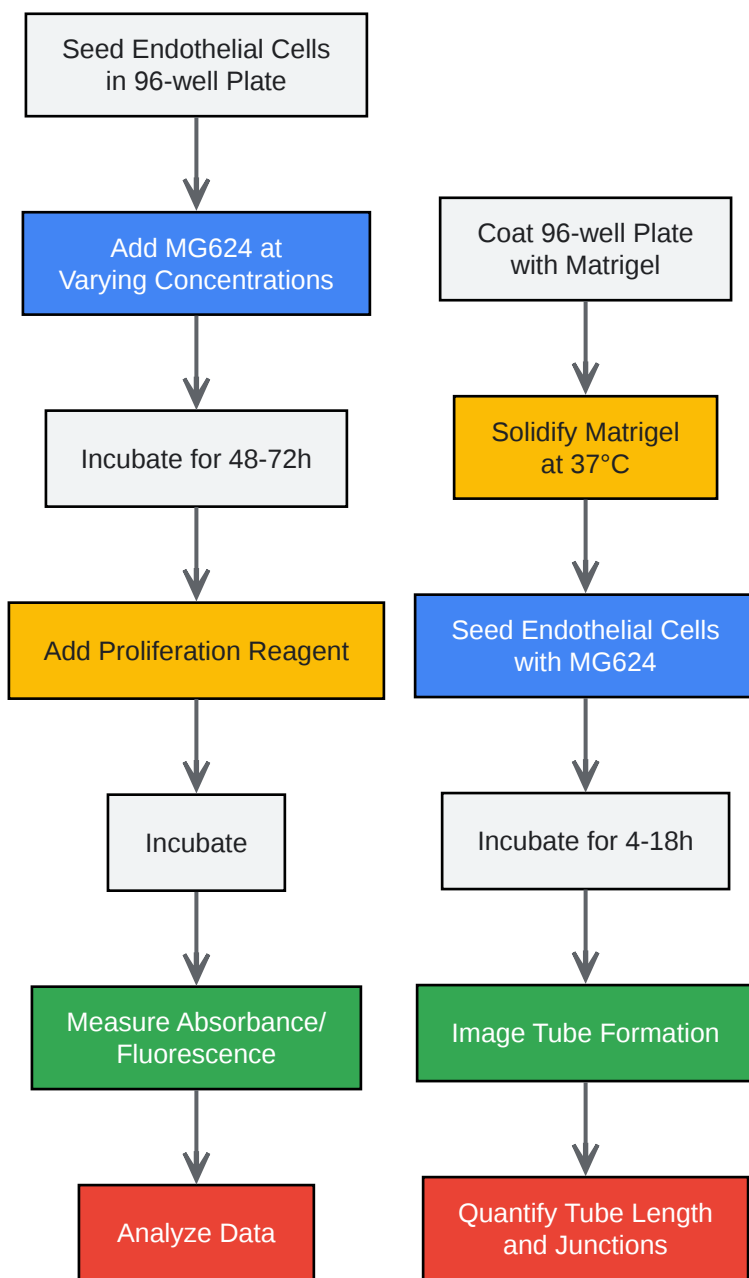 Seed Endothelial Cells
in 96-well Plate
Add MG624 at
Varying Concentrations
Incubate for 48-72h
Add Proliferation Reagent
Incubate
Measure Absorbance/
Fluorescence
Analyze Data
Coat 96-well Plate
with Matrigel
Solidify Matrigel
at 37°C
Seed Endothelial Cells
with MG624
Incubate for 4-18h
Image Tube Formation
Quantify Tube Length
and Junctions